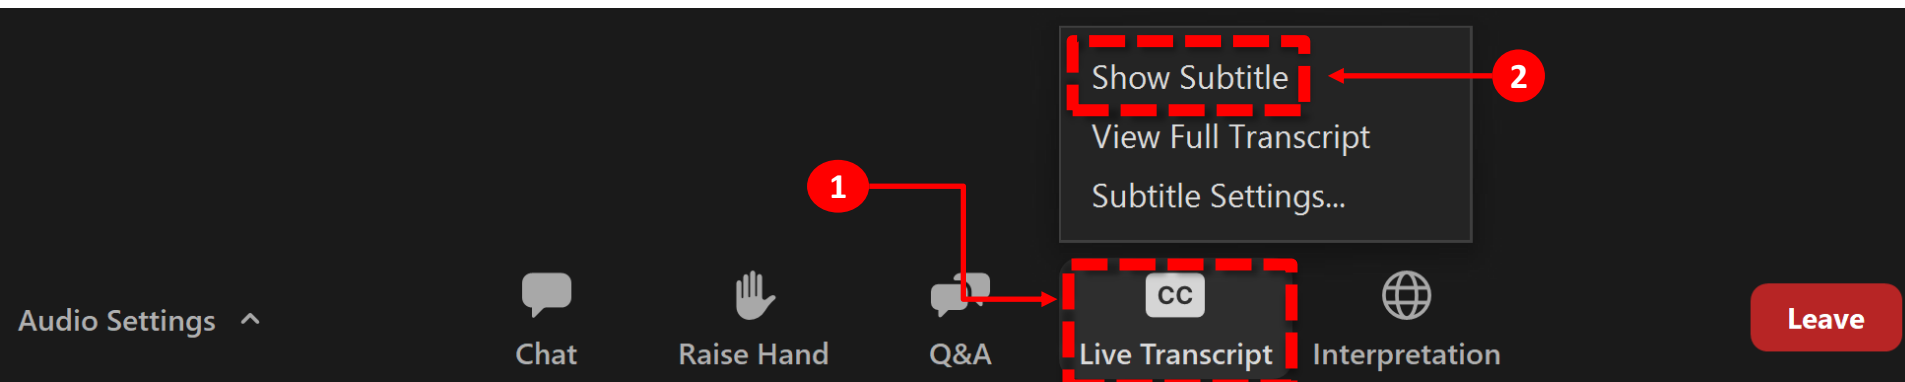 Show Subtitle
2
View Full Transcript
1
Subtitle Settings...
CC
Audio Settings
Chat
Raise Hand
Q&A
Live Transcript
Interpretation
Leave